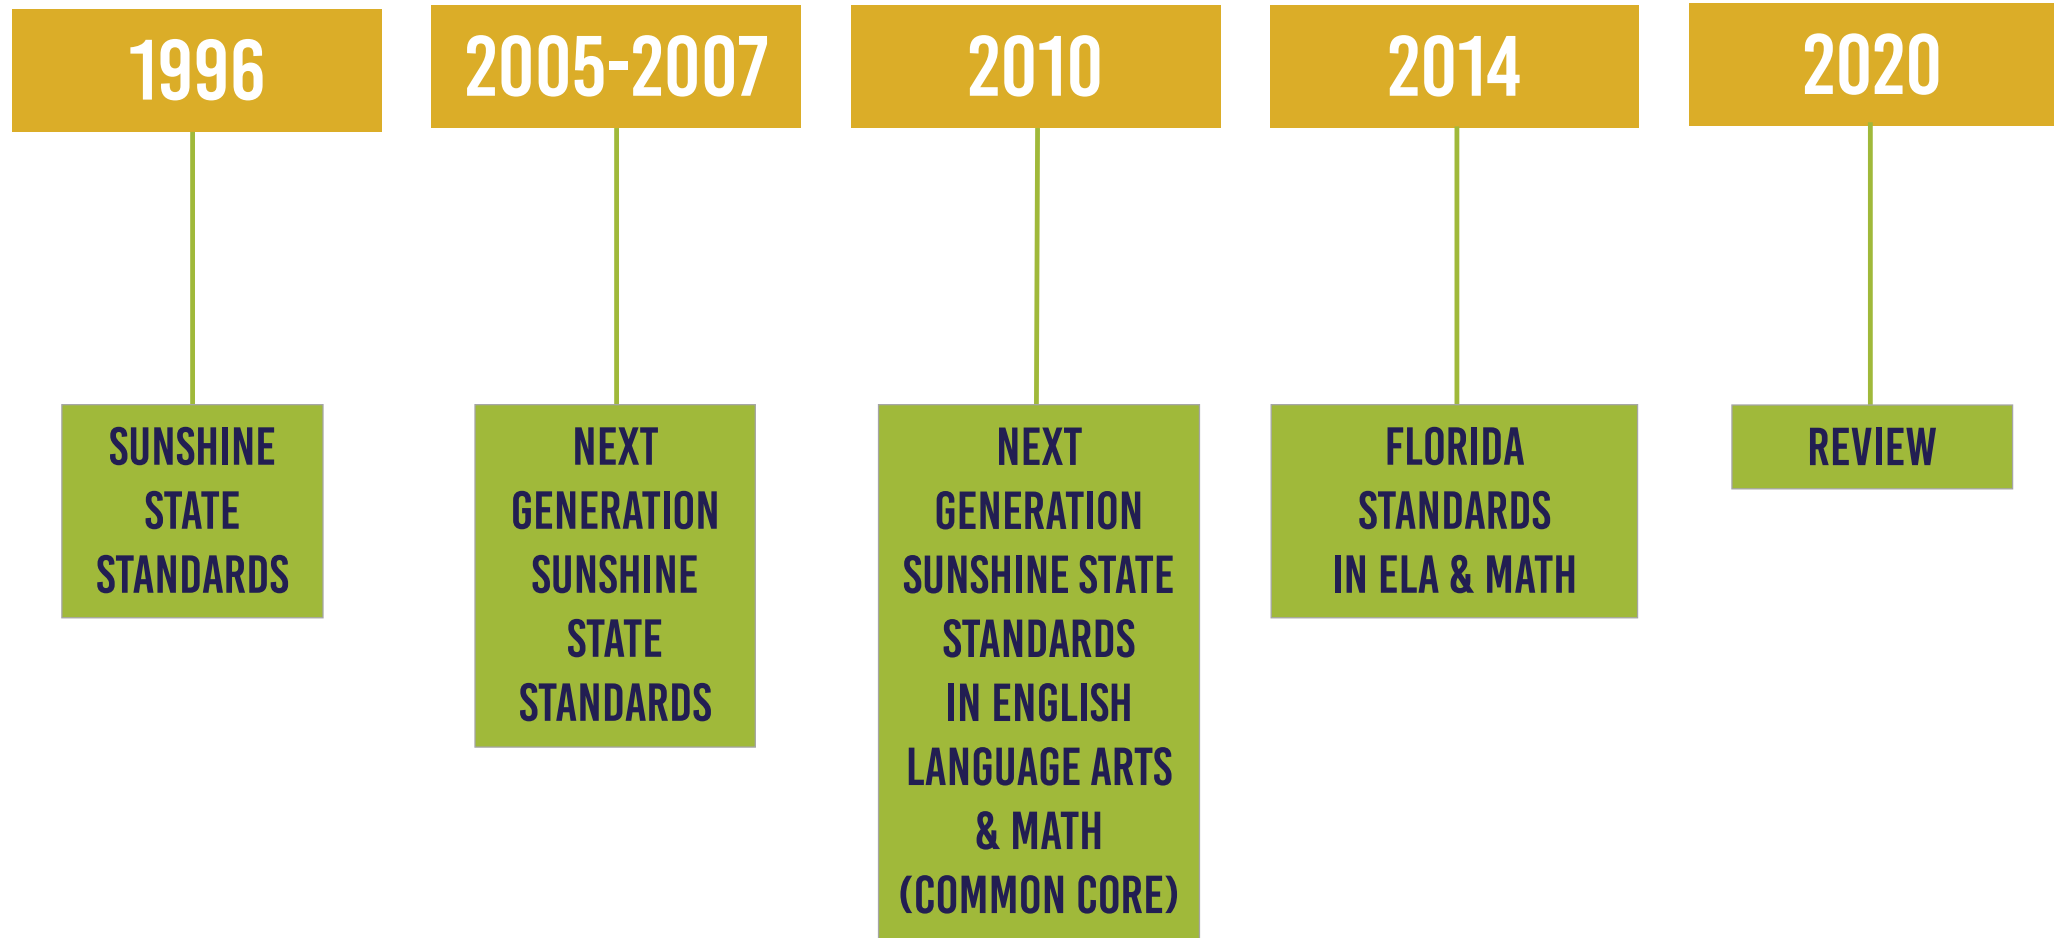 1996
2005-2007
2010
2014
2020
SUNSHINE
STATE
STANDARDS
NEXT
GENERATION
SUNSHINE
STATE
STANDARDS
NEXT
GENERATION
SUNSHINE STATE
STANDARDS
IN ENGLISH
LANGUAGE ARTS
& MATH
(COMMON CORE)
FLORIDA
STANDARDS
IN ELA & MATH
REVIEW